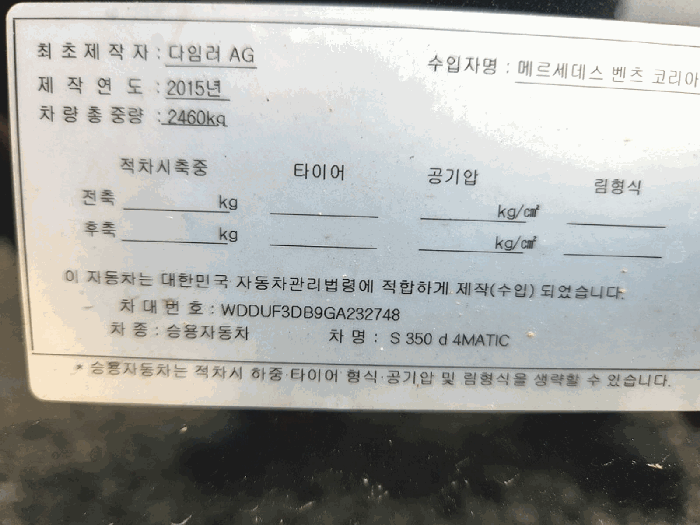 최초제작자 : 다임러 AG 수입자명 : 메르세데스 벤츠 코리아
제 작 연 도 : 2015년
차량총중량 : 2460kg
적차시축중 타이어 공기압 림형식
전축 kg kg/㎠
후축 kg kg/㎠
이 자동차는 대한민국 자동차관리법령에 적합하게 제작(수입) 되었습니다.
차 대 번 호 : WDDUF3DB9GA232748
차 종 : 승용자동차 차 명 : S 350 d 4MATIC
* 승용자동차는 적차시 하중·타이어 형식·공기압 및 림형식을 생략할 수 있습니다.